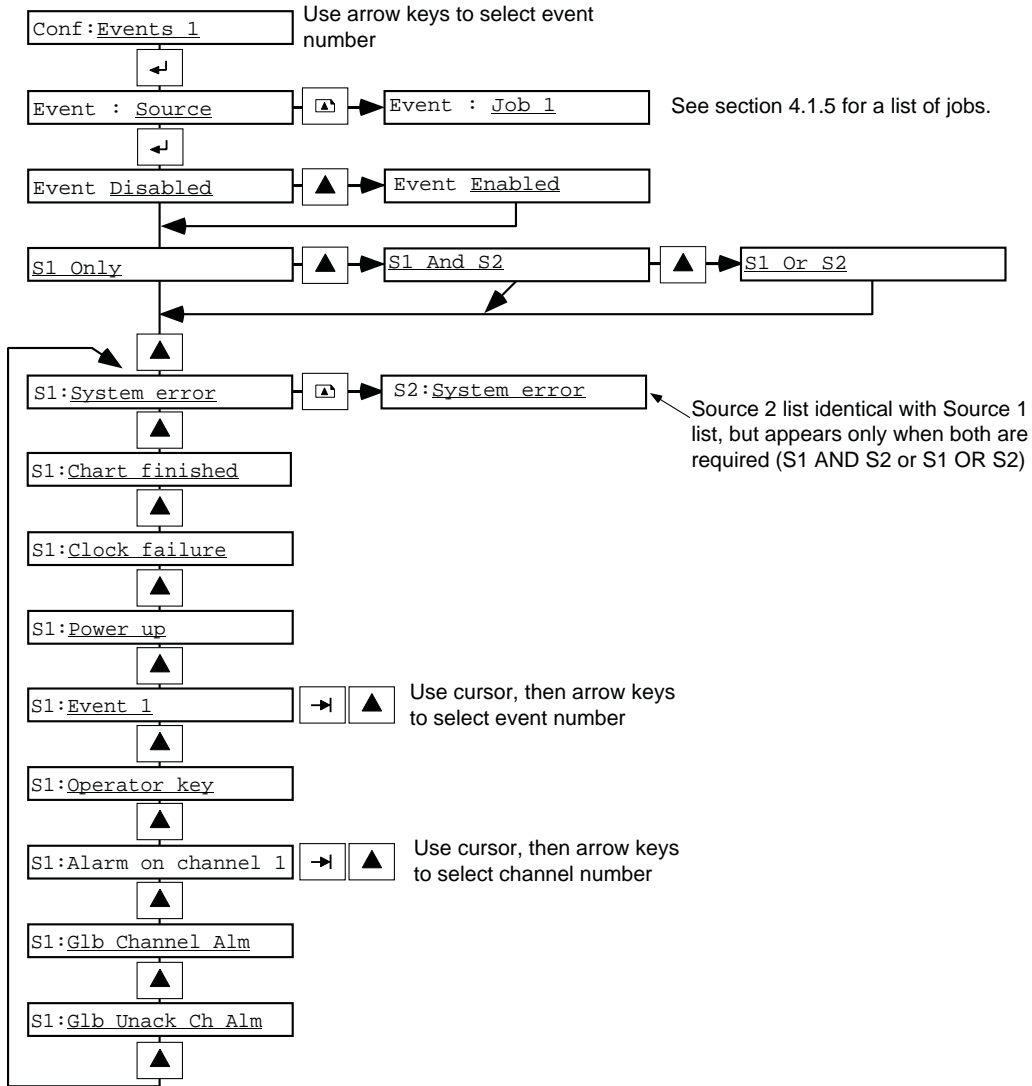 Conf:Events 1
Use arrow keys to select event
number
Event : Source
Event : Job 1
See section 4.1.5 for a list of jobs.
Event Disabled
Event Enabled
S1 Only
S1 And S2
S1 Or S2
S1:System error
S2:System error
Source 2 list identical with Source 1
list, but appears only when both are
required (S1 AND S2 or S1 OR S2)
S1:Chart finished
S1:Clock failure
S1:Power up
S1:Event 1
Use cursor, then arrow keys
to select event number
S1:Operator key
S1:Alarm on channel 1
Use cursor, then arrow keys
to select channel number
S1:Glb Channel Alm
S1:Glb Unack Ch Alm